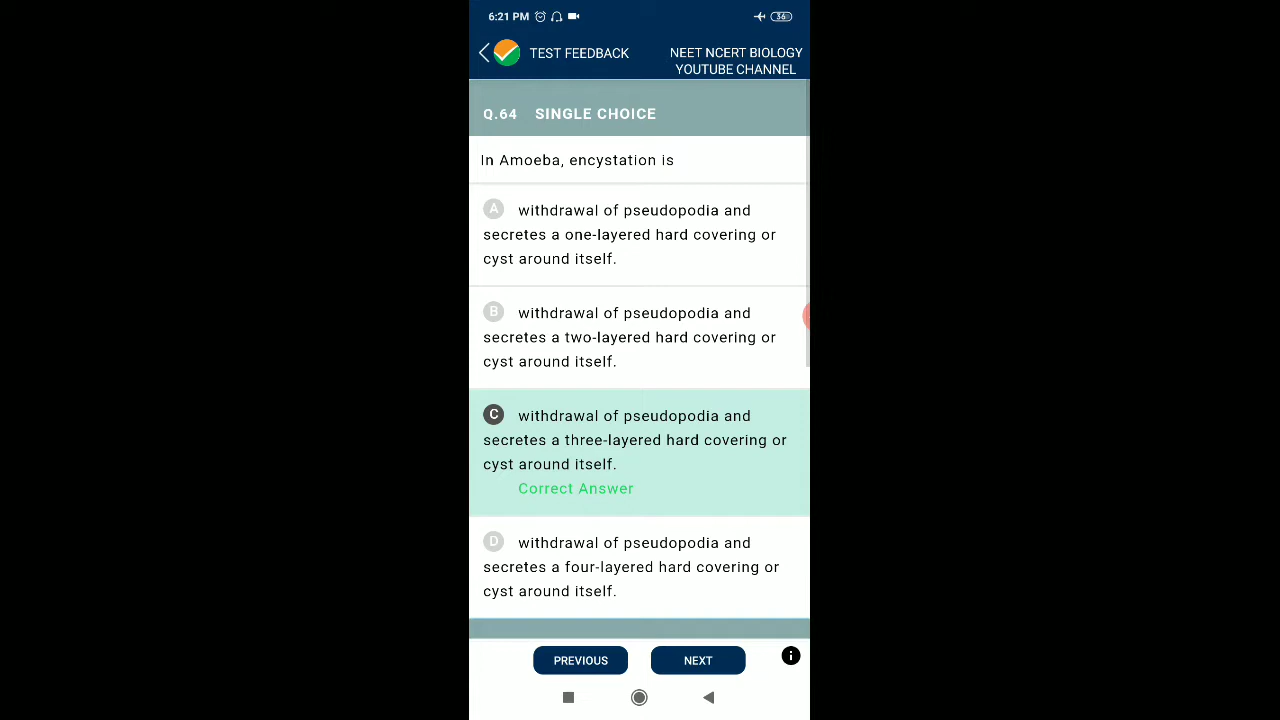 6:21 PM
36
TEST FEEDBACK
NEET NCERT BIOLOGY
YOUTUBE CHANNEL
Q.64 SINGLE CHOICE
In Amoeba, encystation is
A withdrawal of pseudopodia and
secretes a one-layered hard covering or
cyst around itself.
B withdrawal of pseudopodia and
secretes a two-layered hard covering or
cyst around itself.
C withdrawal of pseudopodia and
secretes a three-layered hard covering or
cyst around itself.
Correct Answer
D withdrawal of pseudopodia and
secretes a four-layered hard covering or
cyst around itself.
PREVIOUS
NEXT
i